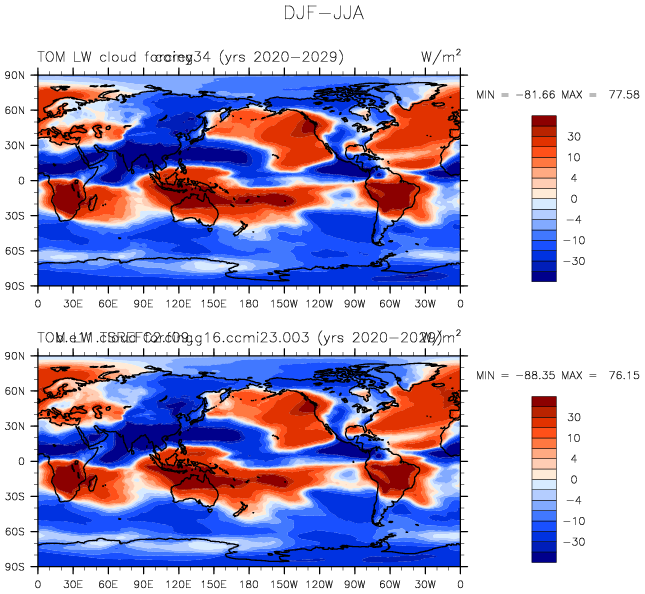 DJF-JJA
TOM LW cloud forcing (yrs 2020-2029) W/m²
MIN = -81.66 MAX = 77.58
90N
60N
30N
0
30S
60S
90S
0 30E 60E 90E 120E 150E 180 150W 120W 90W 60W 30W 0
30
10
4
0
-4
-10
-30
(yrs 2020-2029) W/m²
MIN = -88.35 MAX = 76.15
90N
60N
30N
0
30S
60S
90S
0 30E 60E 90E 120E 150E 180 150W 120W 90W 60W 30W 0
30
10
4
0
-4
-10
-30